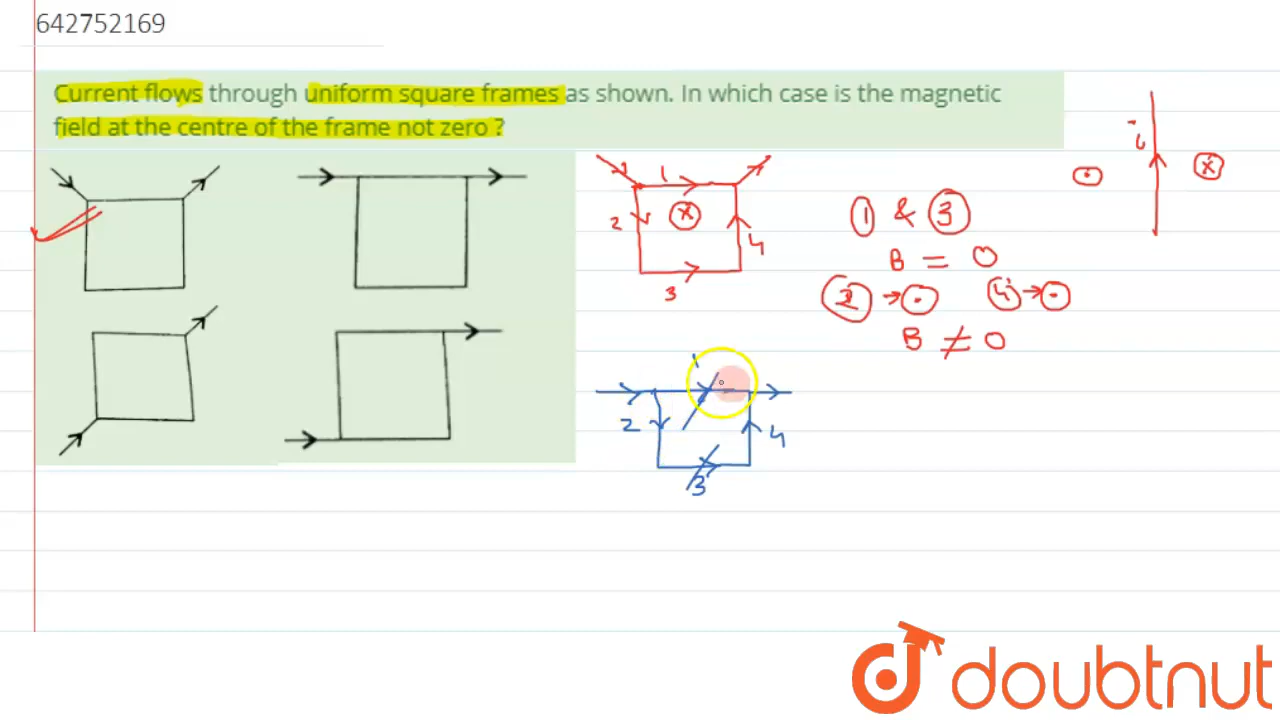 642752169
Current flows through uniform square frames as shown. In which case is the magnetic
field at the centre of the frame not zero ?
1
2
3
4
1 & 3
B = 0
2 → . 4 → .
B ≠ 0
i
x
1
2
3
4
doubtnut